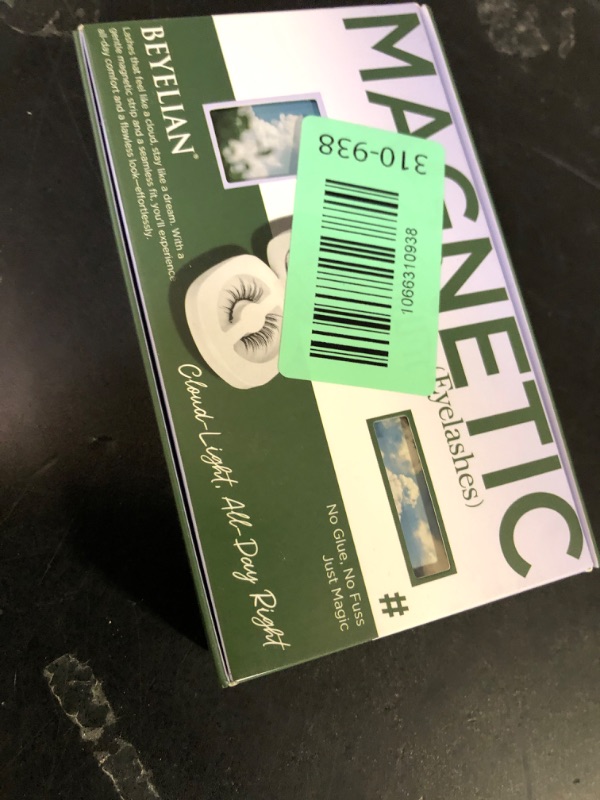 MAGNETIC
(Eyelashes)
BEYELIAN®
Lashes that feel like a cloud, stay like a dream. With a
gentle magnetic strip and a seamless fit, you'll experience
all-day comfort and a flawless look—effortlessly.
310-938
1066310938
Cloud-Light, All-Day Right
No Glue, No Fuss
Just Magic
#